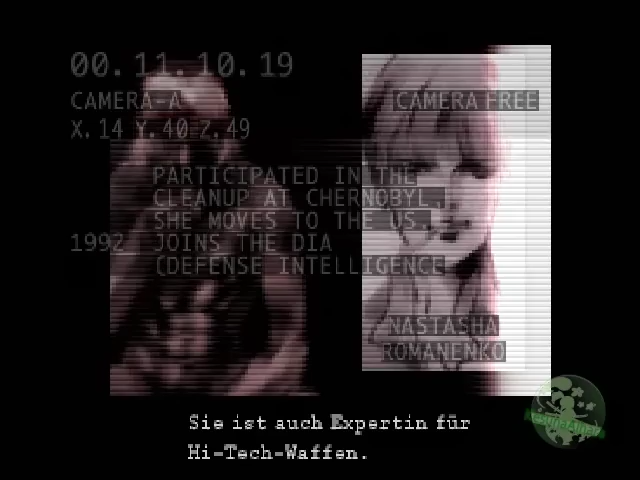 00.11.10.19
CAMERA-A
CAMERA FREE
X.14 Y.40 Z.49
PARTICIPATED IN THE
CLEANUP AT CHERNOBYL,
SHE MOVES TO THE US.
1992 JOINS THE DIA
(DEFENSE INTELLIGENCE
NASTASHA
ROMANENKO
Sie ist auch Expertin für
Hi-Tech-Waffen.